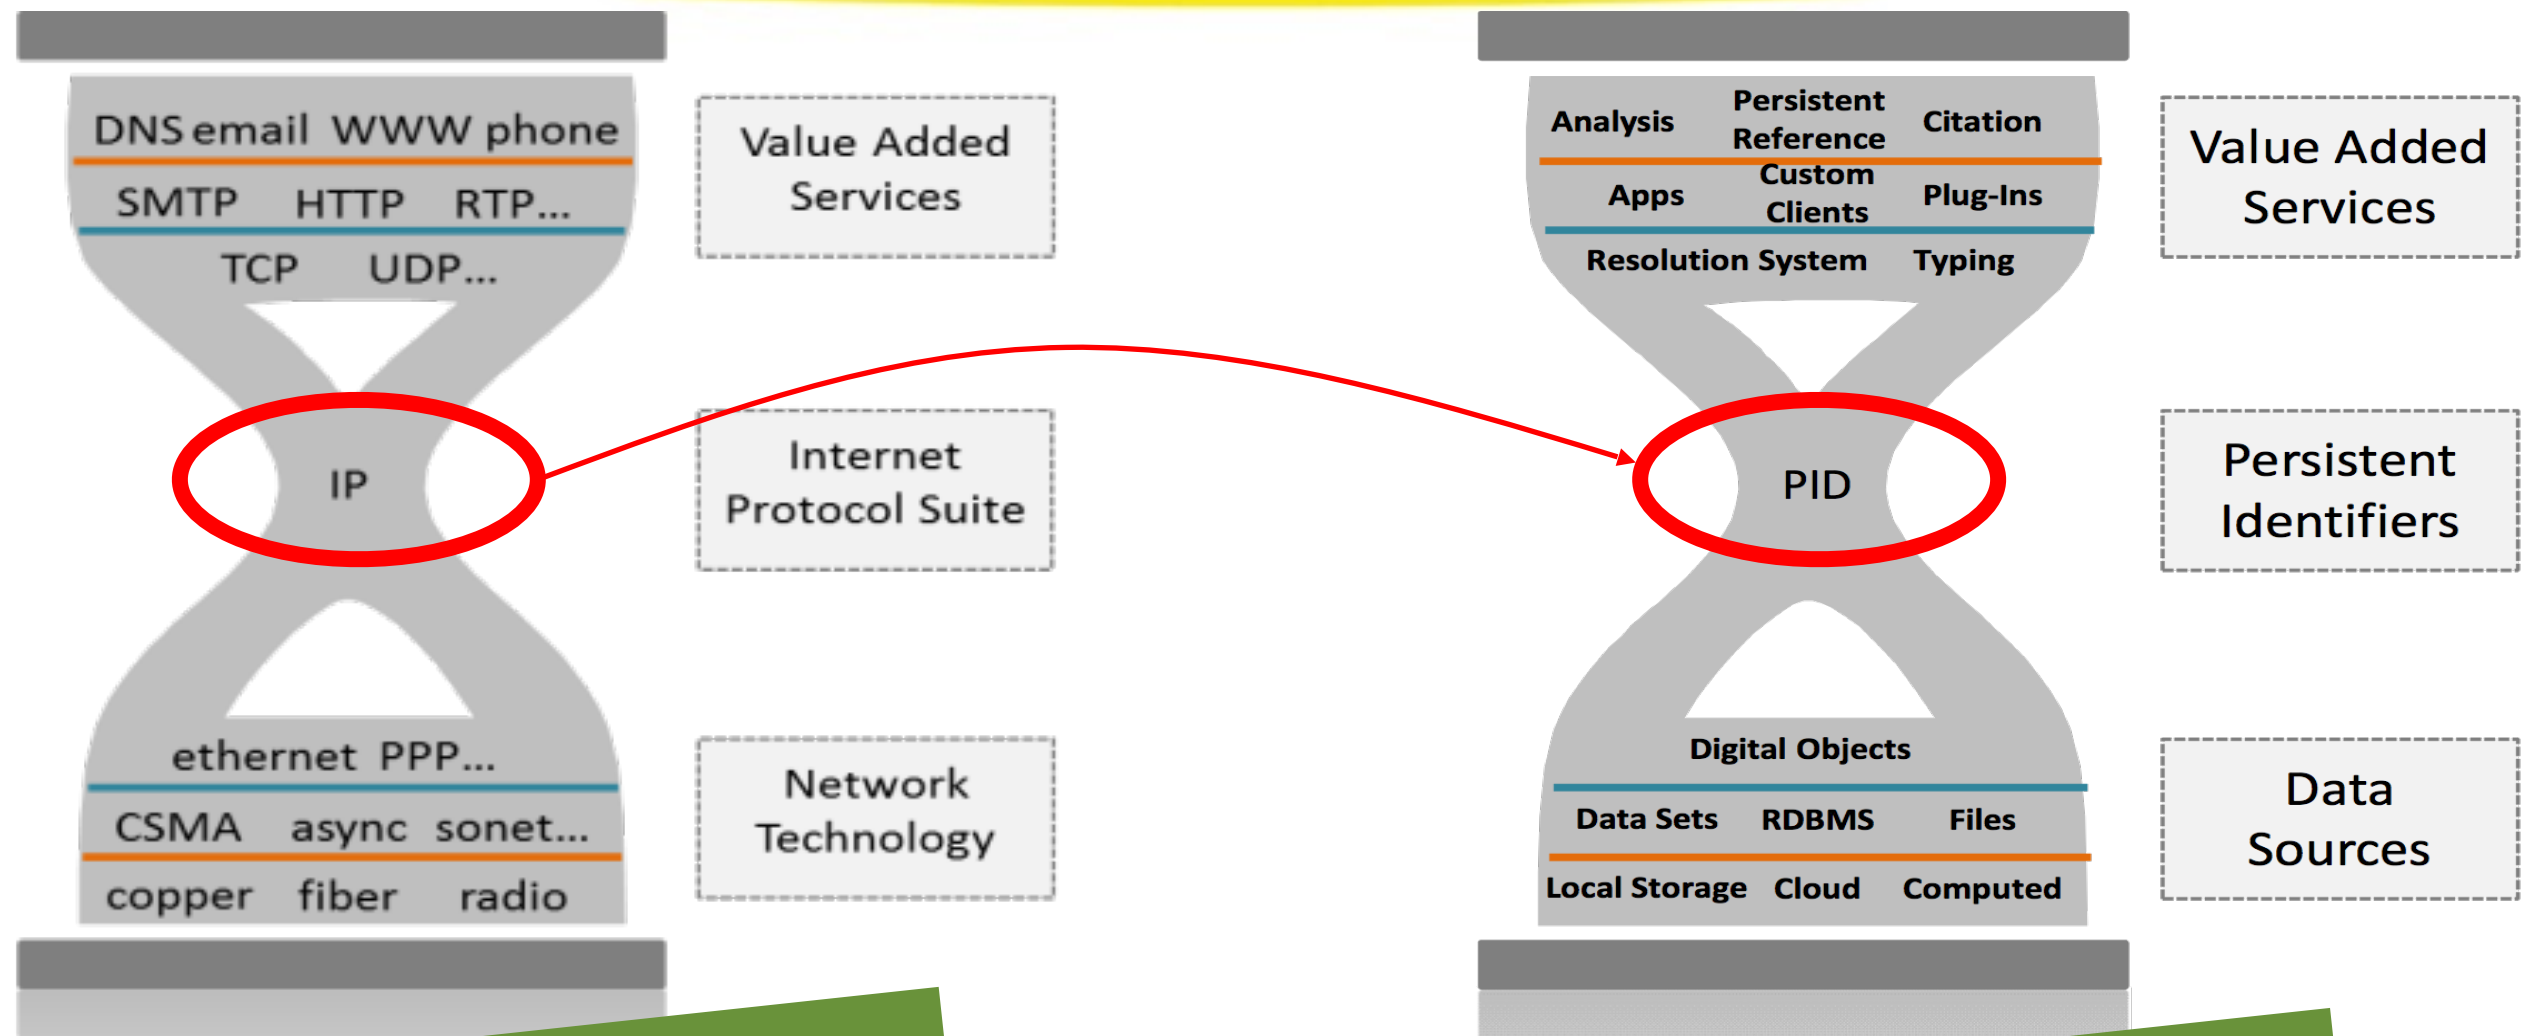 DNS email WWW phone
SMTP HTTP RTP...
TCP UDP...
IP
ethernet PPP...
CSMA async sonet...
copper fiber radio
Value Added
Services
Internet
Protocol Suite
Network
Technology
Analysis Persistent Reference Citation
Apps Custom Clients Plug-Ins
Resolution System Typing
PID
Digital Objects
Data Sets RDBMS Files
Local Storage Cloud Computed
Value Added
Services
Persistent
Identifiers
Data
Sources